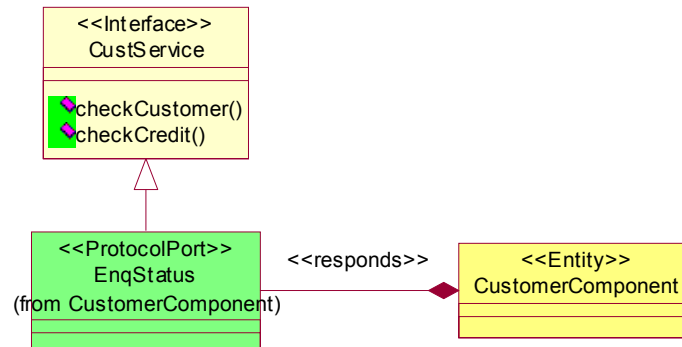 <<Interface>>
CustService
checkCustomer()
checkCredit()
<<ProtocolPort>>
EnqStatus
(from CustomerComponent)
<<responds>>
<<Entity>>
CustomerComponent